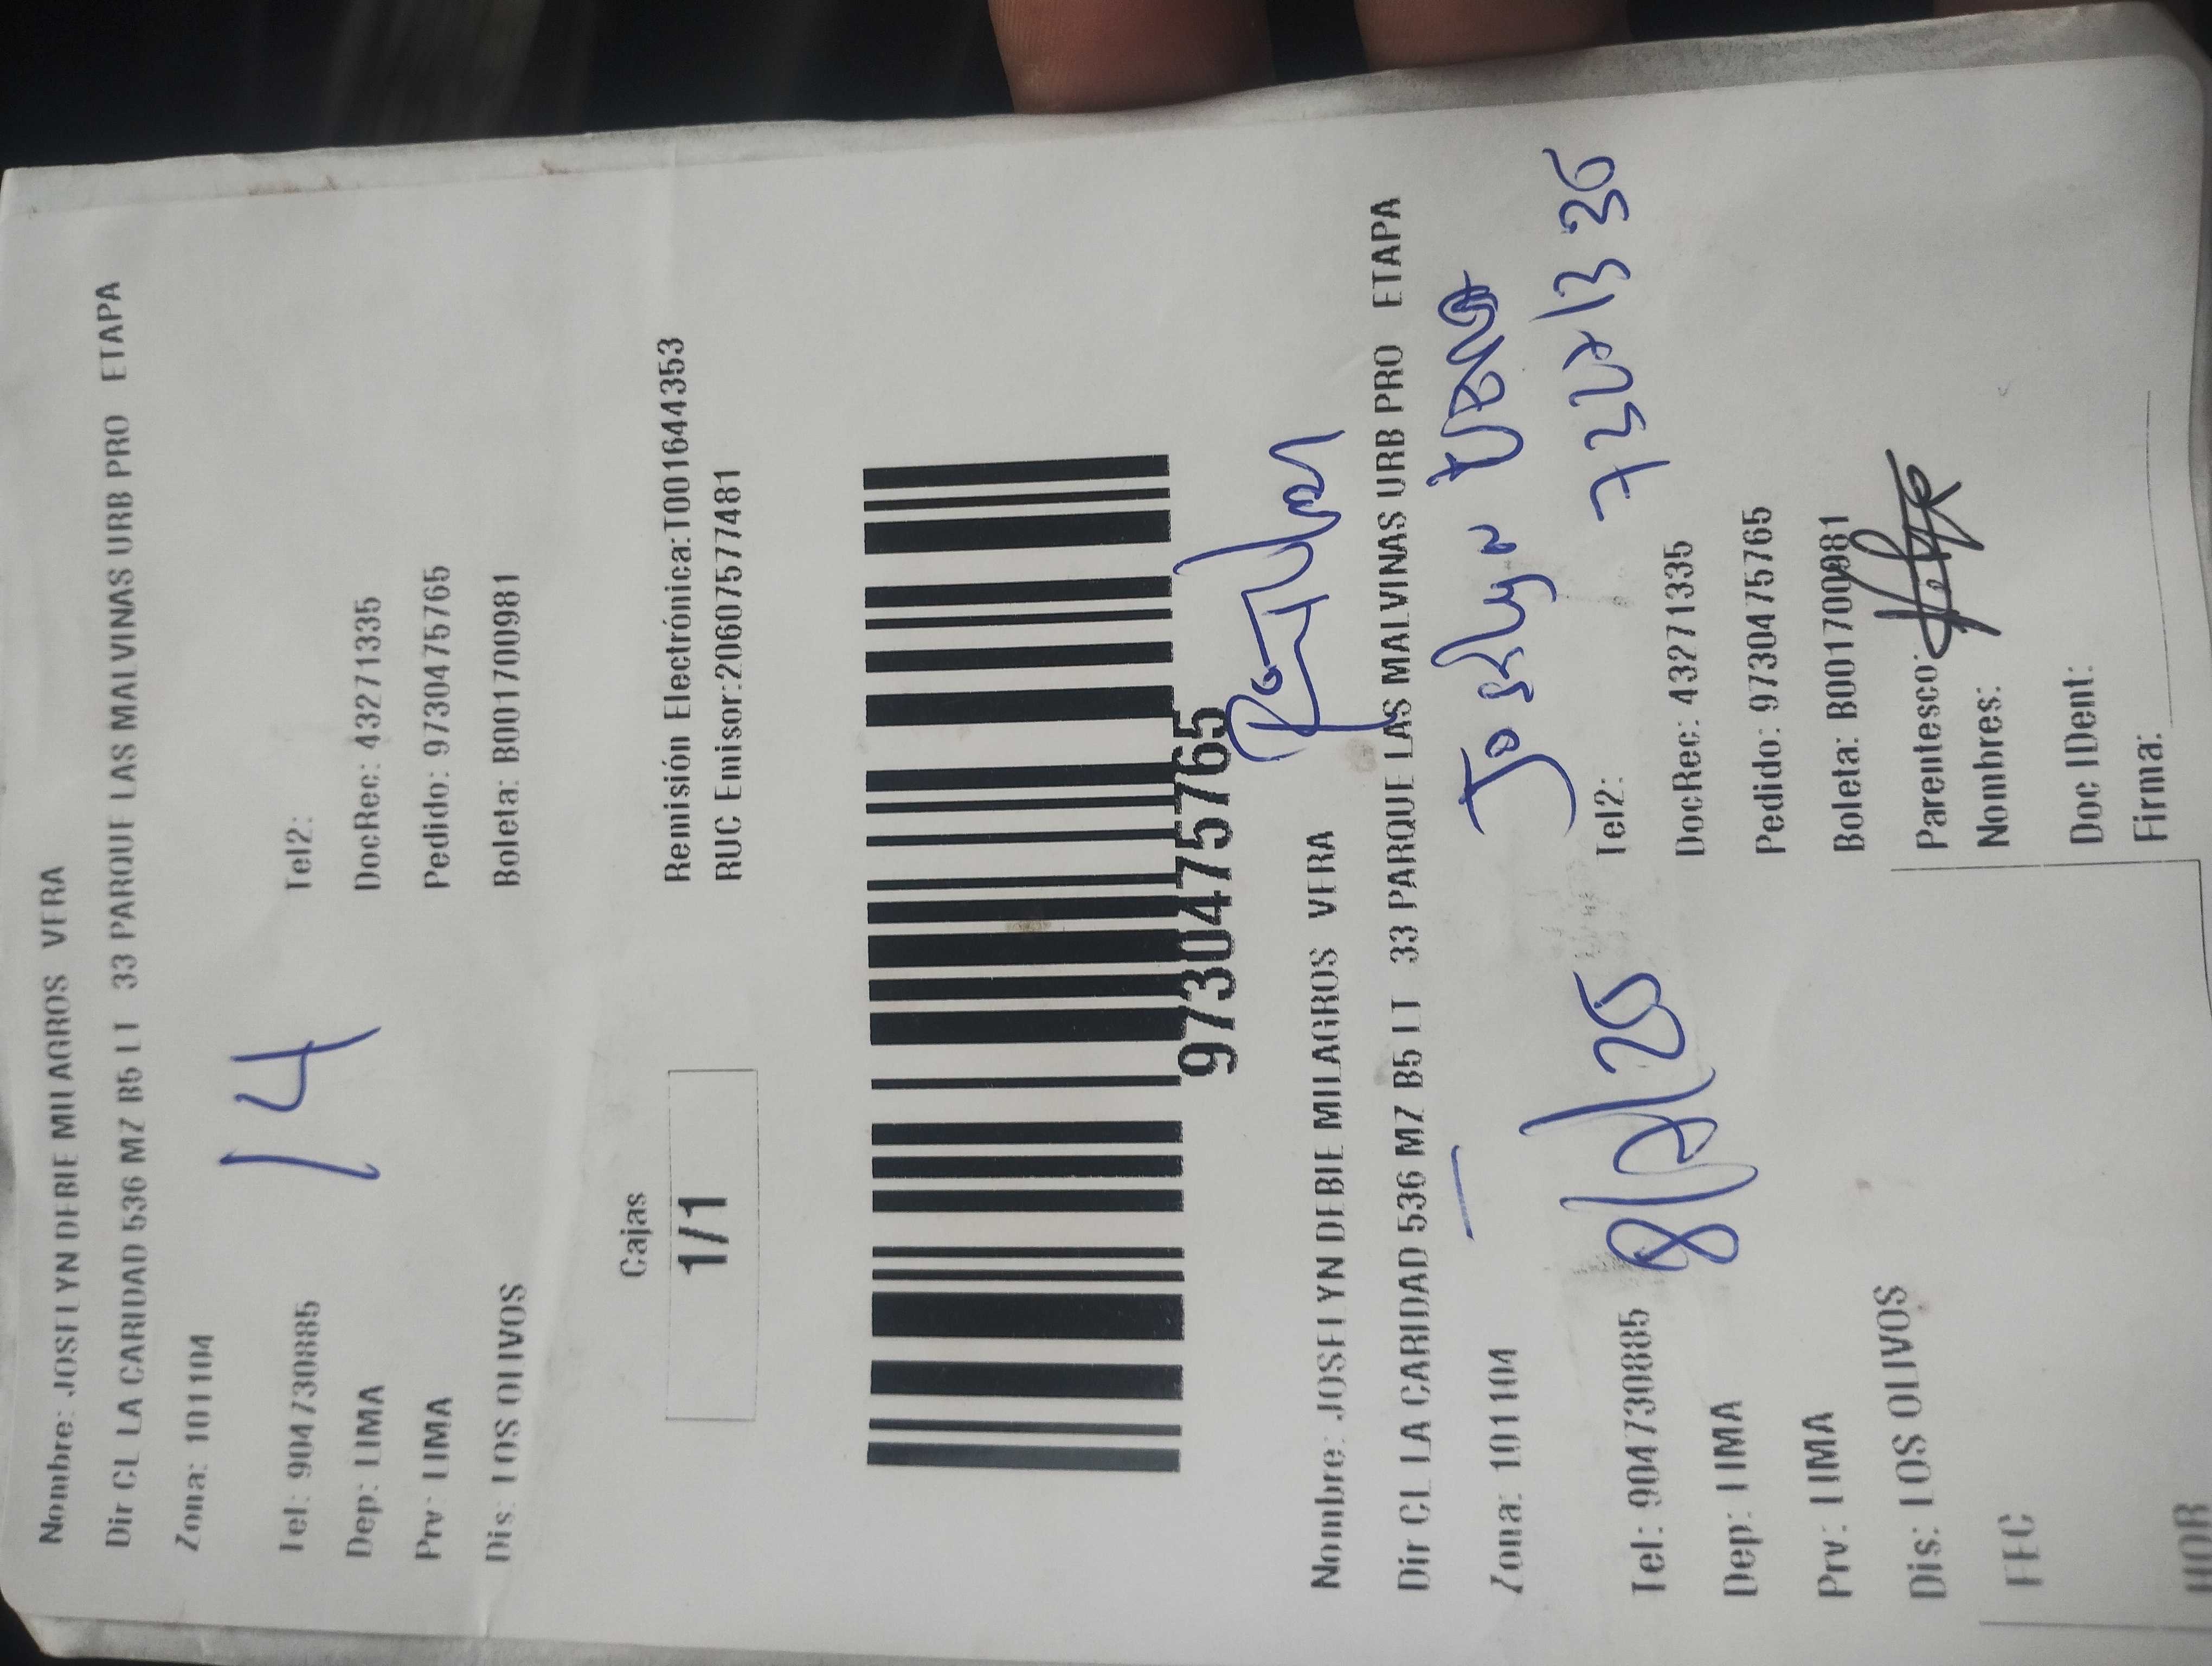 Nombre: JOSELYN DEBIE MILAGROS VERA
Dir CL LA CARIDAD 536 MZ B5 LT 33 PARQUE LAS MALVINAS URB PRO ETAPA
Zona: 101104
14
Tel: 904730885 Tel2:
Dep: LIMA DocRec: 43271335
Prv: LIMA Pedido: 9730475765
Dis: LOS OLIVOS Boleta: B001700981
Cajas
1/1
Remisión Electrónica:T001644353
RUC Emisor:20607577481
9730475765
Nombre: JOSELYN DEBIE MILAGROS VERA
Dir CL LA CARIDAD 536 MZ B5 LT 33 PARQUE LAS MALVINAS URB PRO ETAPA
Joselyn Vera
Zona: 101104
Tel: 904730885 Tel2:
Dep: LIMA DocRec: 43271335
Prv: LIMA Pedido: 9730475765
Dis: LOS OLIVOS Boleta: B001700981
FEC
HOR
Parentesco:
Nombres:
Doc IDent:
Firma: